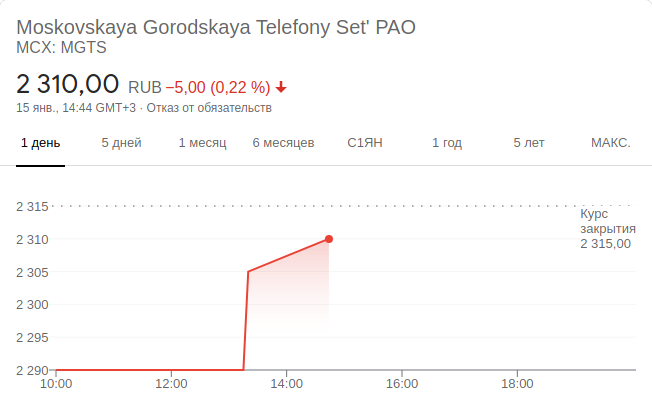 Moskovskaya Gorodskaya Telefony Set' PAO
MCX: MGTS
2 310,00 RUB −5,00 (0,22 %)
15 янв., 14:44 GMT+3 · Отказ от обязательств
1 день 5 дней 1 месяц 6 месяцев С1ЯН 1 год 5 лет МАКС.
2 315
Курс
закрытия
2 315,00
2 310
2 305
2 300
2 295
2 290
10:00 12:00 14:00 16:00 18:00